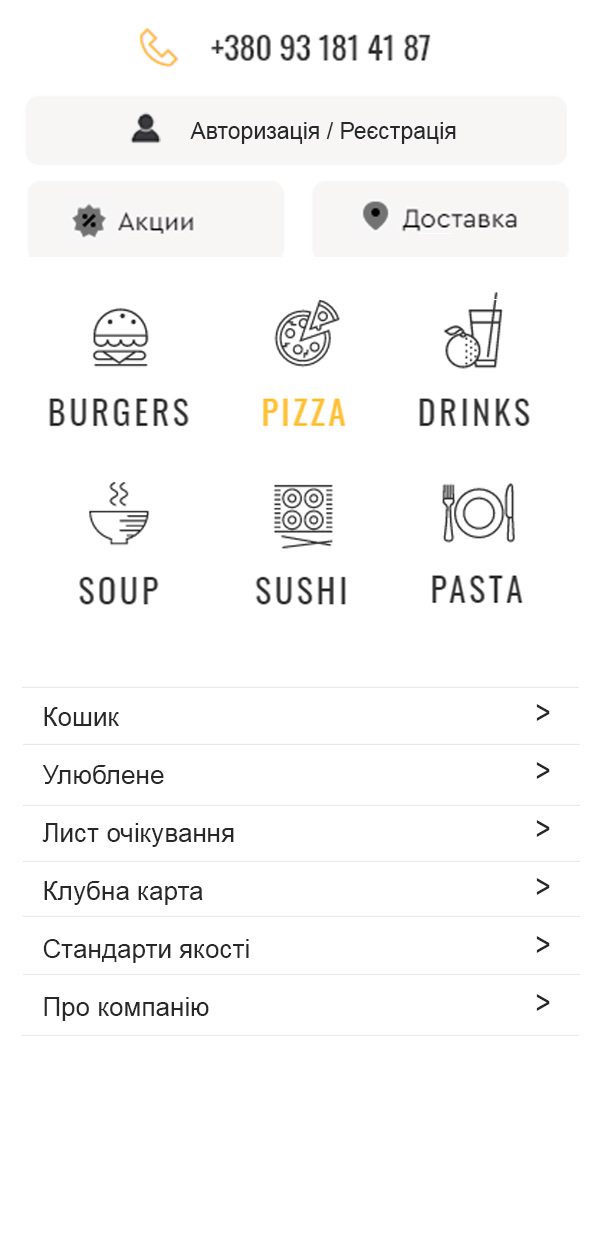 +380 93 181 41 87
Авторизація / Реєстрація
Акции
Доставка
BURGERS
PIZZA
DRINKS
SOUP
SUSHI
PASTA
Кошик >
Улюблене >
Лист очікування >
Клубна карта >
Стандарти якості >
Про компанію >